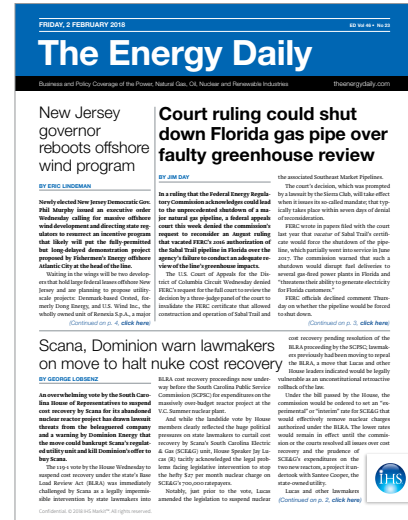 FRIDAY, 2 FEBRUARY 2018
ED Vol 46 • No 23
The Energy Daily
Business and Policy Coverage of the Power, Natural Gas, Oil, Nuclear and Renewable Industries
theenergydaily.com
New Jersey
governor
reboots offshore
wind program
BY ERIC LINDEMAN
Newly elected New Jersey Democratic Gov.
Phil Murphy issued an executive order
Wednesday calling for massive offshore
wind development and directing state reg-
ulators to resurrect an incentive program
that likely will put the fully-permitted
but long-delayed demonstration project
proposed by Fishermen's Energy offshore
Atlantic City at the head of the line.
Waiting in the wings will be two develop-
ers that hold large federal leases offshore New
Jersey and are planning to propose utility-
scale projects: Denmark-based Orsted, for-
merly Dong Energy, and U.S. Wind Inc., the
wholly owned unit of Renexia S.p.A., a major
(Continued on p. 4, click here)
Court ruling could shut
down Florida gas pipe over
faulty greenhouse review
BY JIM DAY
In a ruling that the Federal Energy Regula-
tory Commission acknowledges could lead
to the unprecedented shutdown of a ma-
jor natural gas pipeline, a federal appeals
court this week denied the commission's
request to reconsider an August ruling
that vacated FERC's 2016 authorization of
the Sabal Trail pipeline in Florida over the
agency's failure to conduct an adequate re-
view of the line's greenhouse impacts.
The U.S. Court of Appeals for the Dis-
trict of Columbia Circuit Wednesday denied
FERC's request for the full court to review the
decision by a three-judge panel of the court to
invalidate the FERC certificate that allowed
construction and operation of Sabal Trail and
the associated Southeast Market Pipelines.
The court's decision, which was prompted
by a lawsuit by the Sierra Club, will take effect
when it issues its so-called mandate; that typ-
ically takes place within seven days of denial
of reconsideration.
FERC wrote in papers filed with the court
last year that vacatur of Sabal Trail's certifi-
cate would force the shutdown of the pipe-
line, which partially went into service in June
2017. The commission warned that such a
shutdown would disrupt fuel deliveries to
several gas-fired power plants in Florida and
"threatens their ability to generate electricity
for Florida customers."
FERC officials declined comment Thurs-
day on whether the pipeline would be forced
to shut down.
(Continued on p. 3, click here)
Scana, Dominion warn lawmakers
on move to halt nuke cost recovery
BY GEORGE LOBSENZ
An overwhelming vote by the South Caro-
lina House of Representatives to suspend
cost recovery by Scana for its abandoned
nuclear reactor project has drawn lawsuit
threats from the beleaguered company
and a warning by Dominion Energy that
the move could bankrupt Scana's regulat-
ed utility unit and kill Dominion's offer to
buy Scana.
The 119-1 vote by the House Wednesday to
suspend cost recovery under the state's Base
Load Review Act (BLRA) was immediately
challenged by Scana as a legally impermis-
sible intervention by state lawmakers into
BLRA cost recovery proceedings now under-
way before the South Carolina Public Service
Commission (SCPSC) for expenditures on the
massively over-budget reactor project at the
V.C. Summer nuclear plant.
And while the landslide vote by House
members clearly reflected the huge political
pressures on state lawmakers to curtail cost
recovery by Scana's South Carolina Electric
& Gas (SCE&G) unit, House Speaker Jay Lu-
cas (R) tacitly acknowledged the legal prob-
lems facing legislative intervention to stop
the hefty $27 per month nuclear charge on
SCE&G's 700,000 ratepayers.
Notably, just prior to the vote, Lucas
amended the legislation to suspend nuclear
cost recovery pending resolution of the
BLRA proceeding by the SCPSC; lawmak-
ers previously had been moving to repeal
the BLRA, a move that Lucas and other
House leaders indicated would be legally
vulnerable as an unconstitutional retroactive
rollback of the law.
Under the bill passed by the House, the
commission would be ordered to set an "ex-
perimental" or "interim" rate for SCE&G that
would effectively remove nuclear charges
authorized under the BLRA. The lower rates
would remain in effect until the commis-
sion or the courts resolved all issues over cost
recovery and the prudence of
SCE&G's expenditures on the
two new reactors, a project it un-
dertook with Santee Cooper, the
state-owned utility.
Lucas and other lawmakers
(Continued on p. 2, click here)
IHS
Confidential. © 2018 IHS Markit™. All rights reserved.